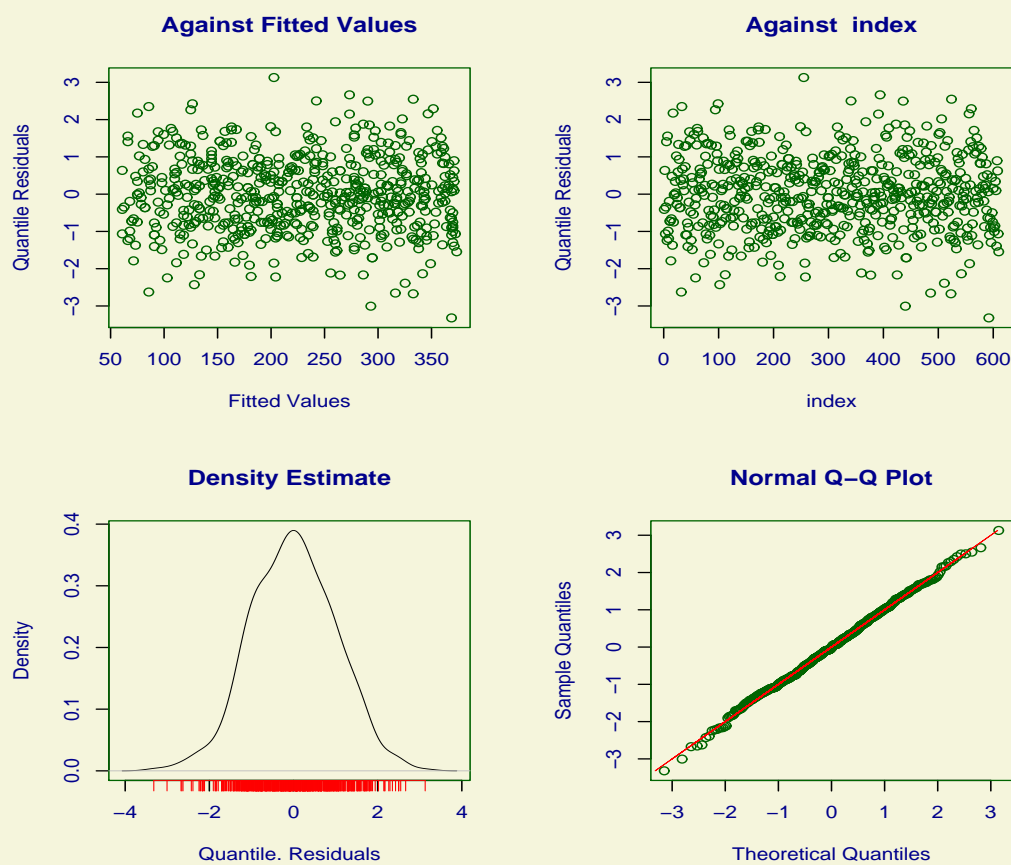 Against Fitted Values
Quantile Residuals
3
2
1
0
−1
−2
−3
50 100 150 200 250 300 350
Fitted Values
Against index
Quantile Residuals
3
2
1
0
−1
−2
−3
0 100 200 300 400 500 600
index
Density Estimate
Density
0.4
0.3
0.2
0.1
0.0
−4 −2 0 2 4
Quantile. Residuals
Normal Q−Q Plot
Sample Quantiles
3
2
1
0
−1
−2
−3
−3 −2 −1 0 1 2 3
Theoretical Quantiles